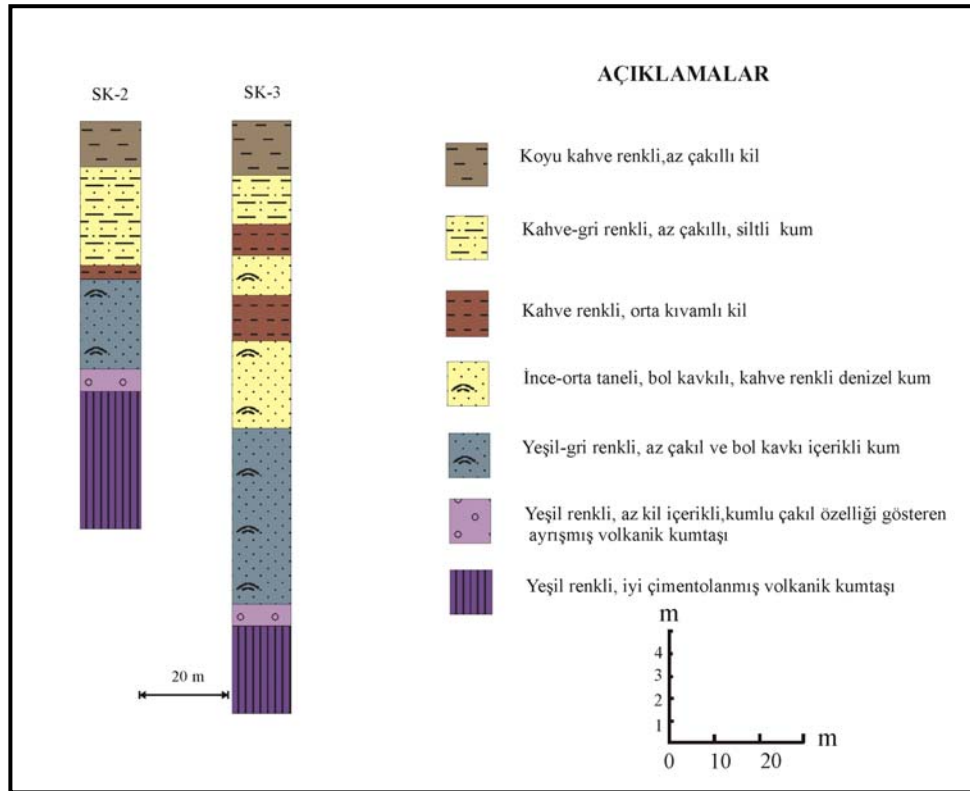 AÇIKLAMALAR
SK-2
SK-3
Koyu kahve renkli,az çakıllı kil
Kahve-gri renkli, az çakıllı, siltli kum
Kahve renkli, orta kıvamlı kil
İnce-orta taneli, bol kavkılı, kahve renkli denizel kum
Yeşil-gri renkli, az çakıl ve bol kavkı içerikli kum
Yeşil renkli, az kil içerikli,kumlu çakıl özelliği gösteren
ayrışmış volkanik kumtaşı
Yeşil renkli, iyi çimentolanmış volkanik kumtaşı
20 m
m
4
3
2
1
m
0 10 20